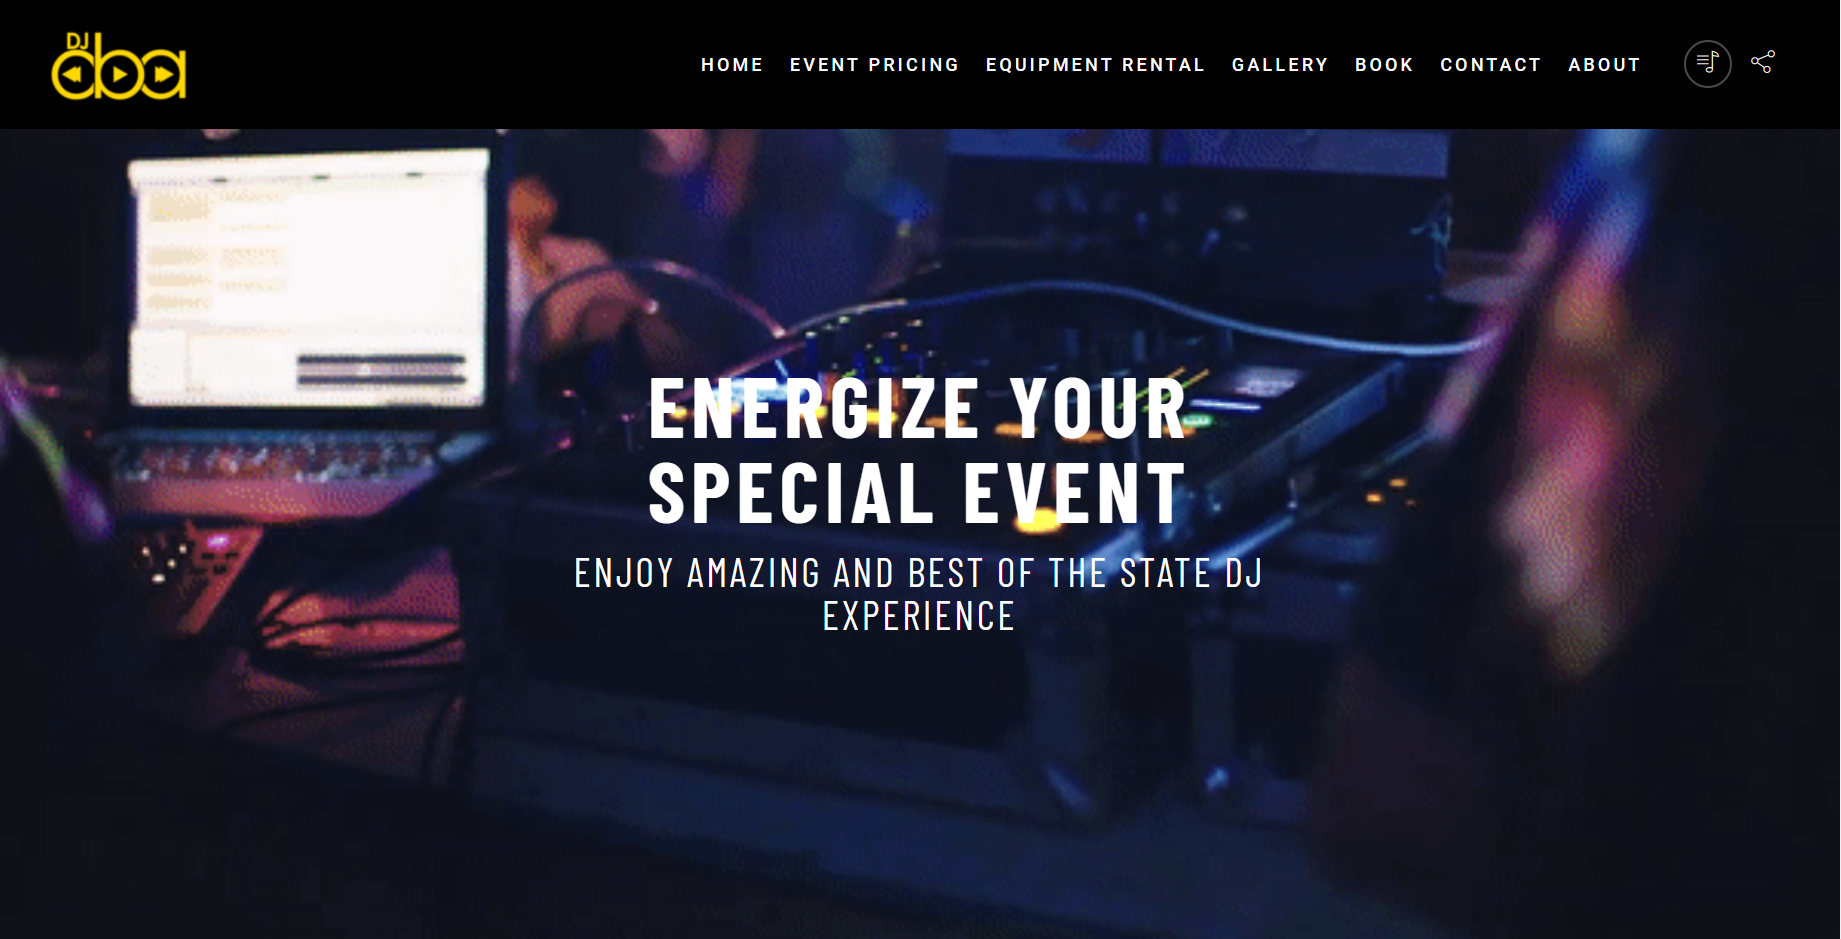 DJ
aba
HOME EVENT PRICING EQUIPMENT RENTAL GALLERY BOOK CONTACT ABOUT
ENERGIZE YOUR
SPECIAL EVENT
ENJOY AMAZING AND BEST OF THE STATE DJ
EXPERIENCE